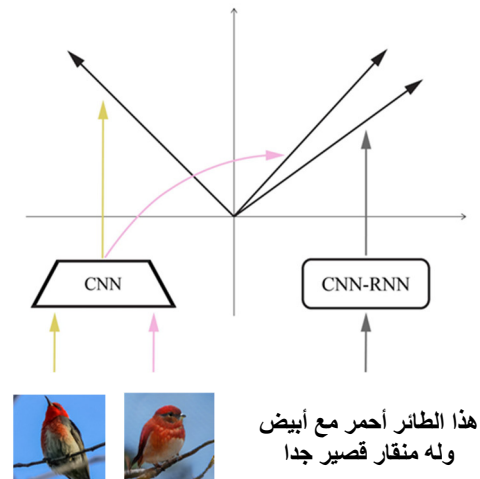 CNN
CNN-RNN
هذا الطائر أحمر مع أبيض
وله منقار قصير جدا